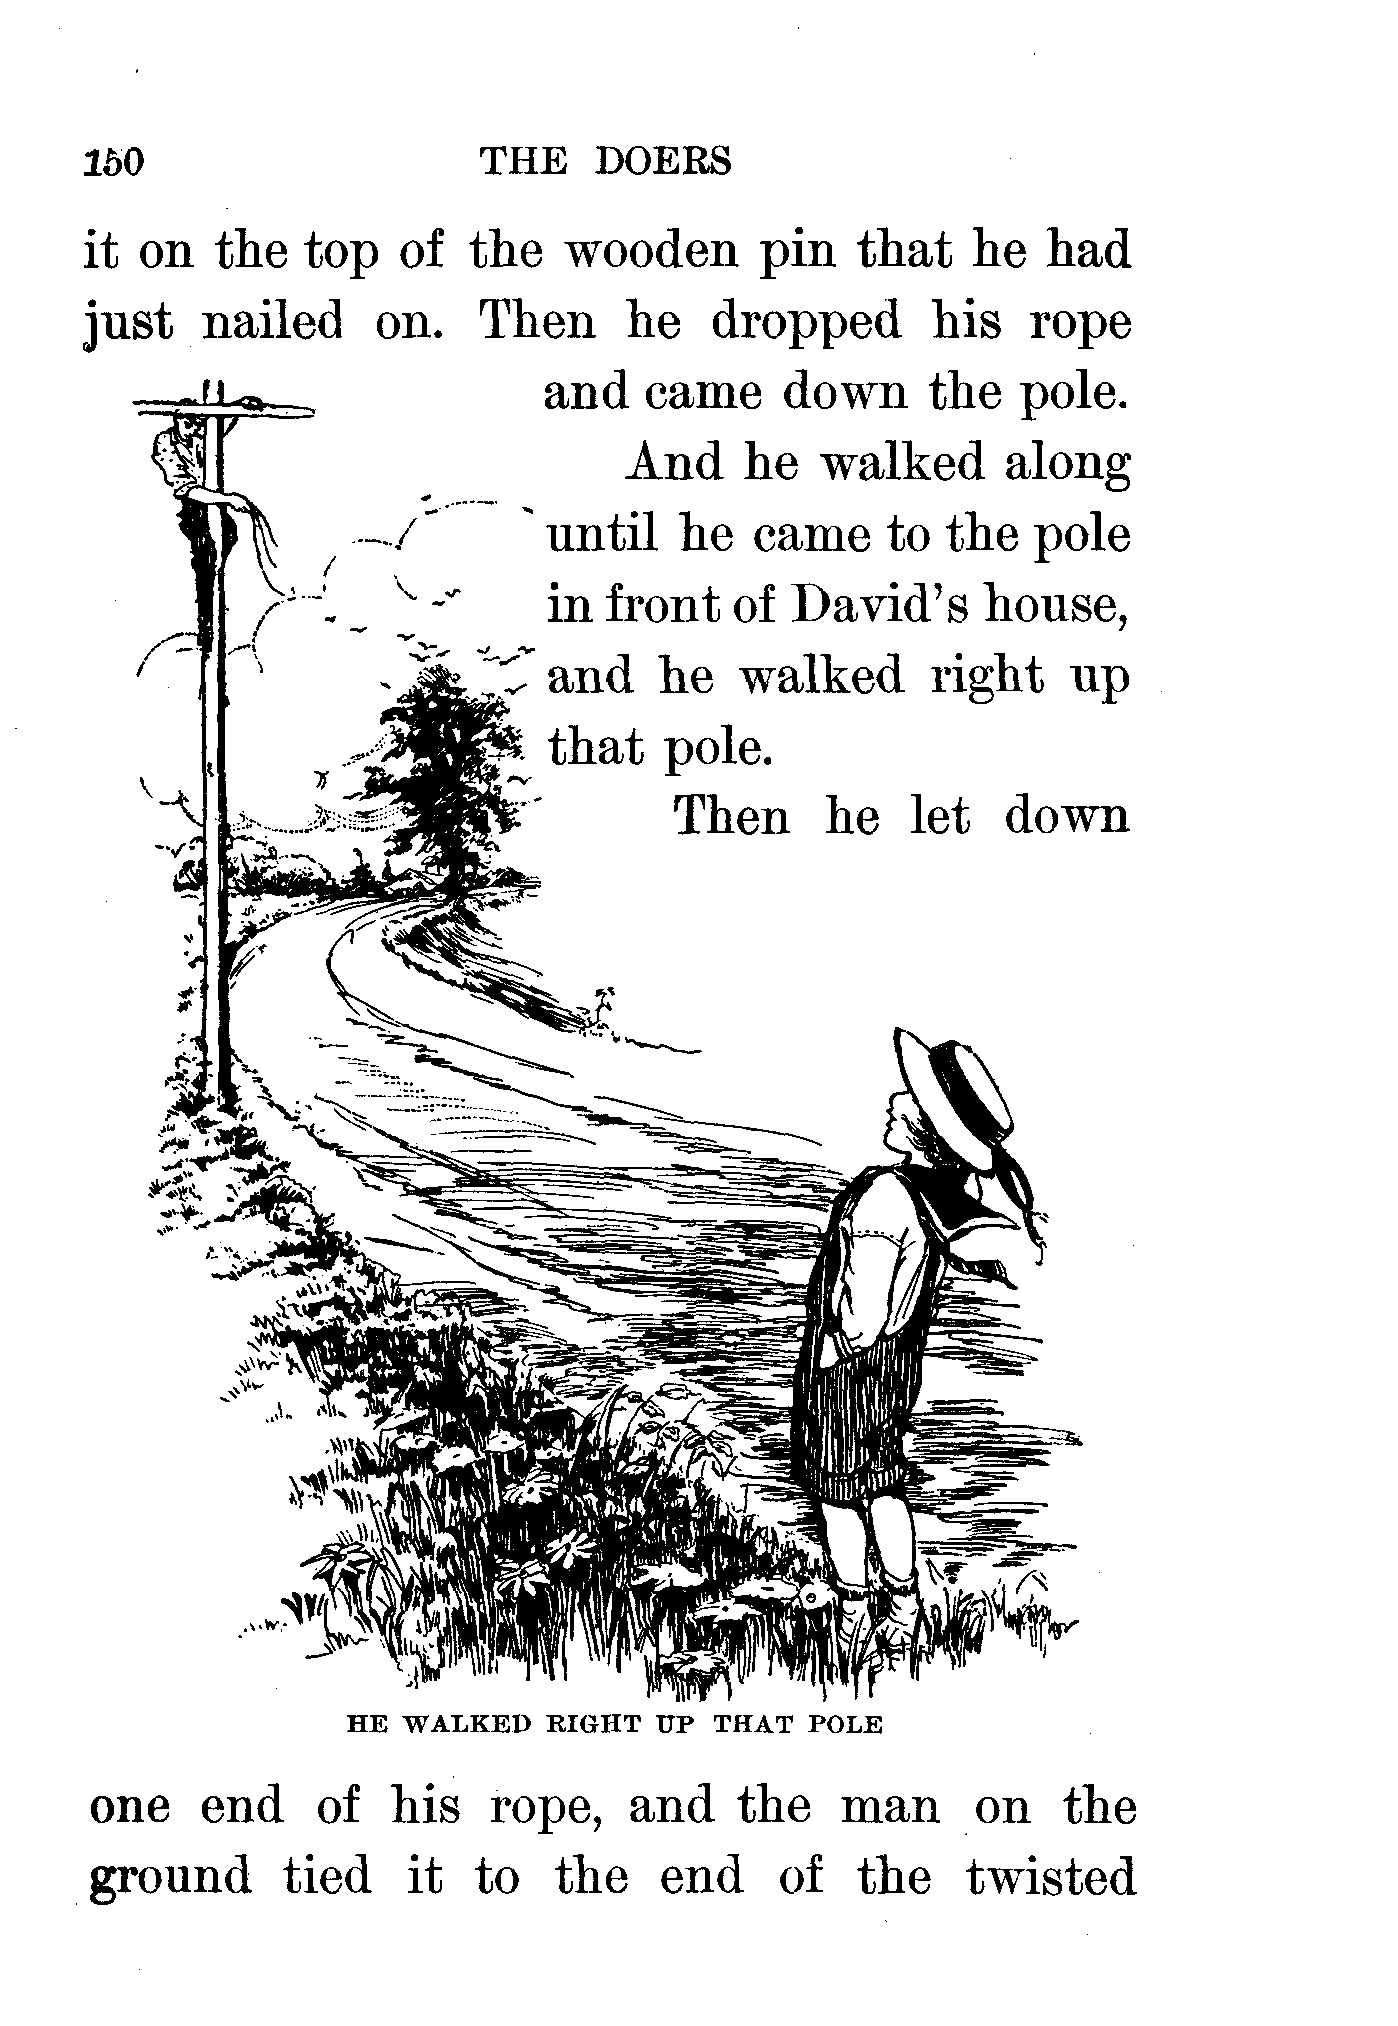 150 THE DOERS
it on the top of the wooden pin that he had
just nailed on. Then he dropped his rope
and came down the pole.
And he walked along
until he came to the pole
in front of David's house,
and he walked right up
that pole.
Then he let down
HE WALKED RIGHT UP THAT POLE
one end of his rope, and the man on the
ground tied it to the end of the twisted